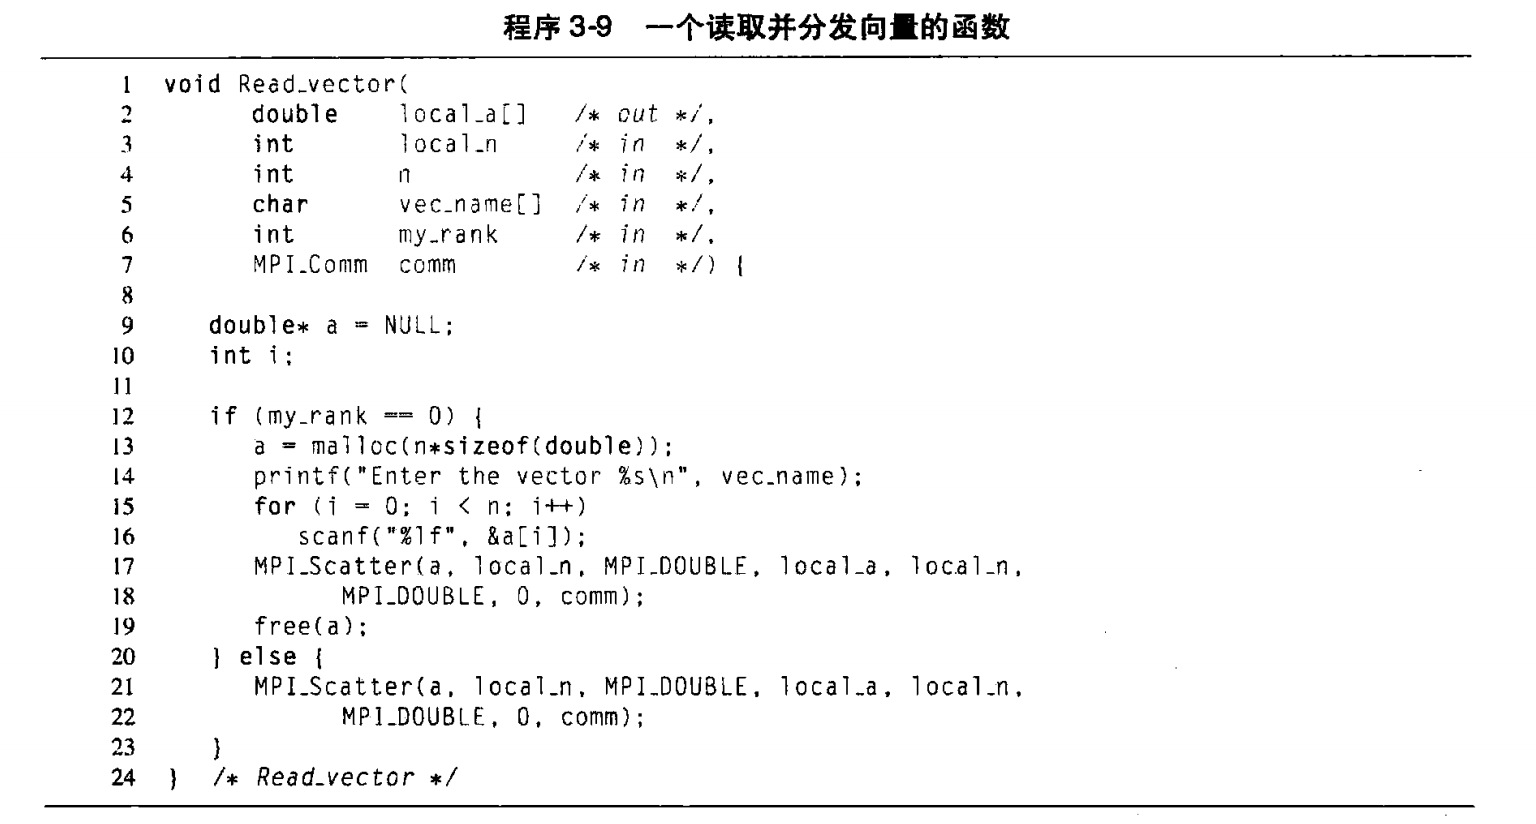 程序 3-9 一个读取并分发向量的函数
1 void Read_vector(
2 double local_a[] /* out */,
3 int local_n /* in */,
4 int n /* in */,
5 char vec_name[] /* in */,
6 int my_rank /* in */,
7 MPI_Comm comm /* in */) {
8
9 double* a = NULL;
10 int i;
11
12 if (my_rank == 0) {
13 a = malloc(n*sizeof(double));
14 printf("Enter the vector %s\n", vec_name);
15 for (i = 0; i < n; i++)
16 scanf("%lf", &a[i]);
17 MPI_Scatter(a, local_n, MPI_DOUBLE, local_a, local_n,
18 MPI_DOUBLE, 0, comm);
19 free(a);
20 } else {
21 MPI_Scatter(a, local_n, MPI_DOUBLE, local_a, local_n,
22 MPI_DOUBLE, 0, comm);
23 }
24 } /* Read_vector */